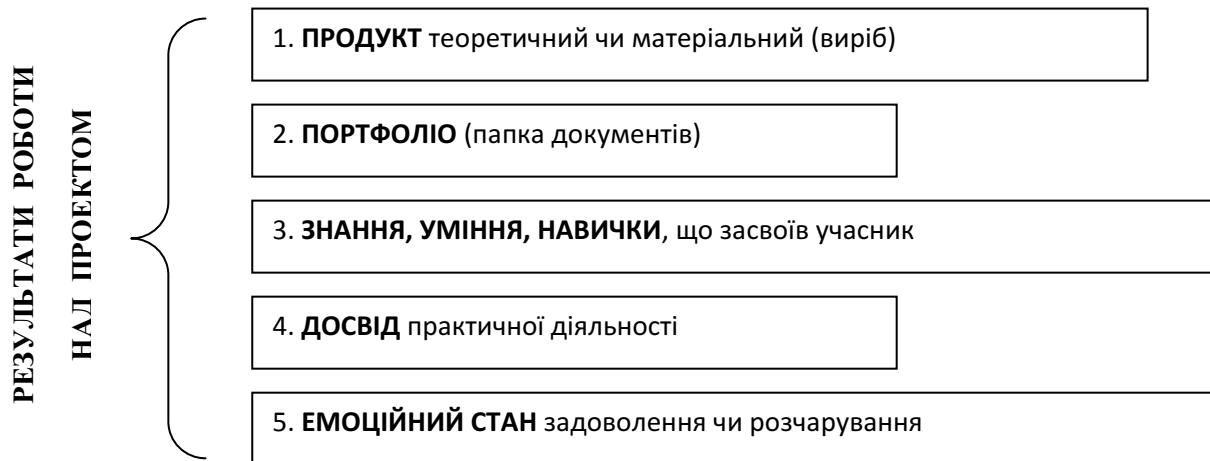 РЕЗУЛЬТАТИ РОБОТИ
НАД ПРОЕКТОМ
1. ПРОДУКТ теоретичний чи матеріальний (виріб)
2. ПОРТФОЛІО (папка документів)
3. ЗНАННЯ, УМІННЯ, НАВИЧКИ, що засвоїв учасник
4. ДОСВІД практичної діяльності
5. ЕМОЦІЙНИЙ СТАН задоволення чи розчарування